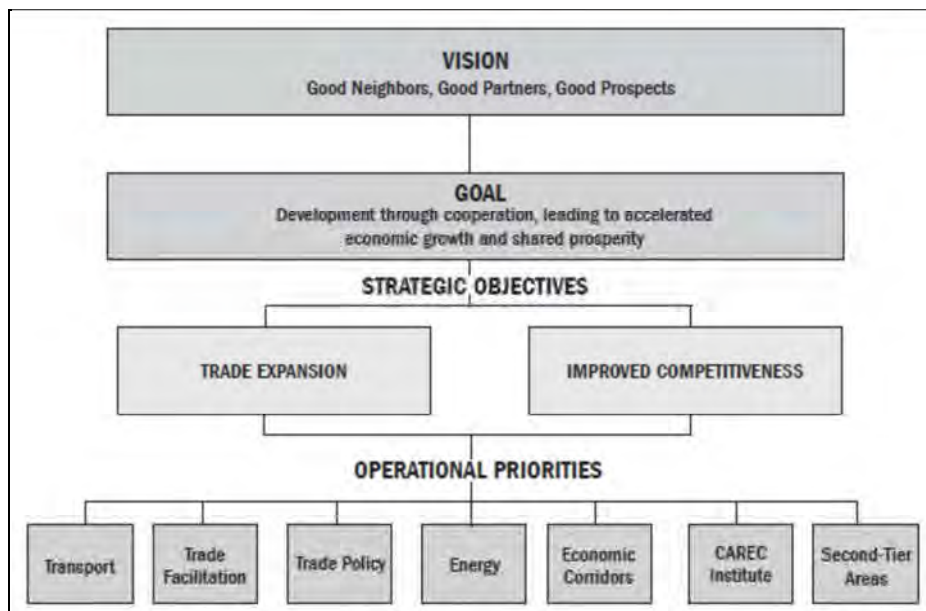 VISION
Good Neighbors, Good Partners, Good Prospects
GOAL
Development through cooperation, leading to accelerated
economic growth and shared prosperity
STRATEGIC OBJECTIVES
TRADE EXPANSION
IMPROVED COMPETITIVENESS
OPERATIONAL PRIORITIES
Transport
Trade
Facilitation
Trade Policy
Energy
Economic
Corridors
CAREC
Institute
Second-Tier
Areas